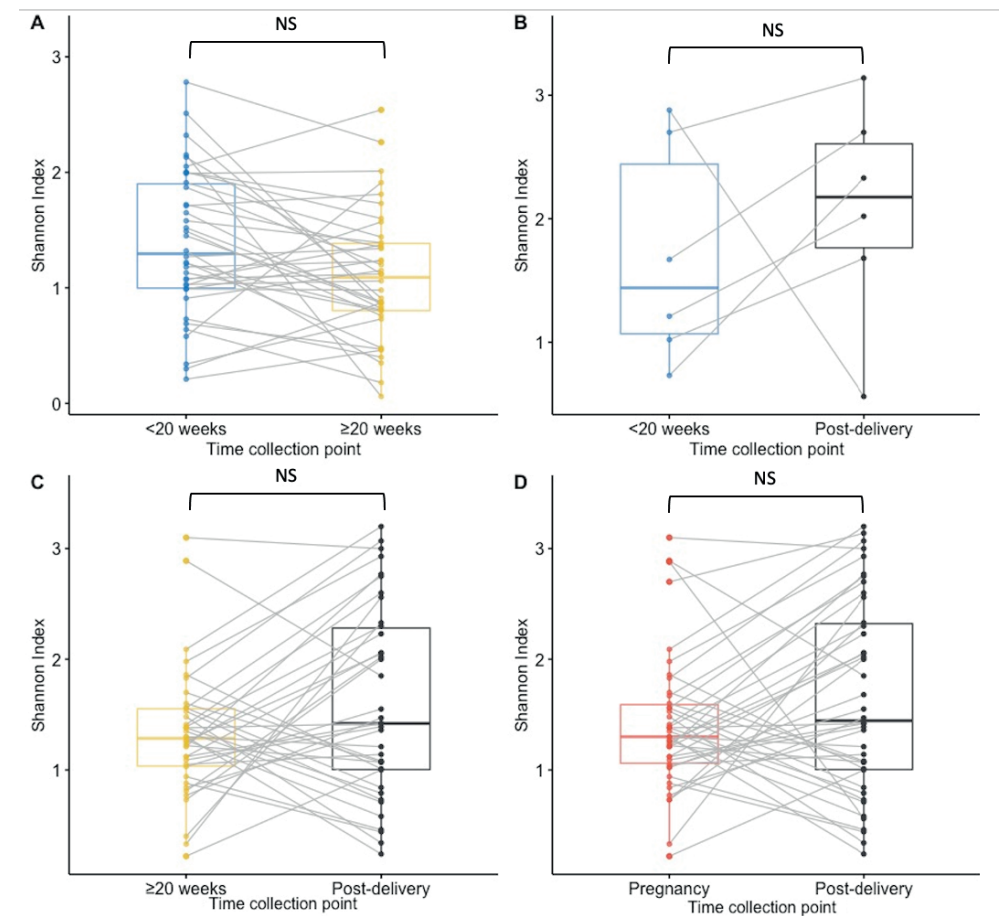 A
NS
Shannon Index
3
2
1
0
<20 weeks
≥20 weeks
Time collection point
B
NS
Shannon Index
3
2
1
<20 weeks
Post-delivery
Time collection point
C
NS
Shannon Index
3
2
1
≥20 weeks
Post-delivery
Time collection point
D
NS
Shannon Index
3
2
1
Pregnancy
Post-delivery
Time collection point